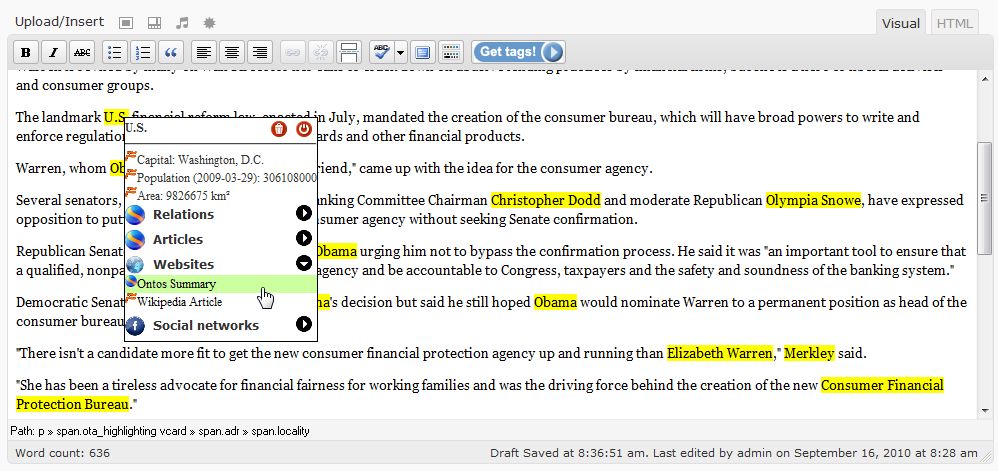 Upload/Insert
Visual HTML
B I ABC ABC Get tags!
and consumer groups.
The landmark U.S. financial reform law, enacted in July, mandated the creation of the consumer bureau, which will have broad powers to write and
enforce regulation ards and other financial products.
Warren, whom Ob riend," came up with the idea for the consumer agency.
Several senators, nking Committee Chairman Christopher Dodd and moderate Republican Olympia Snowe, have expressed
opposition to putt nsumer agency without seeking Senate confirmation.
Republican Senat Obama urging him not to bypass the confirmation process. He said it was "an important tool to ensure that
a qualified, nonpa agency and be accountable to Congress, taxpayers and the safety and soundness of the banking system."
Democratic Senat ma's decision but said he still hoped Obama would nominate Warren to a permanent position as head of the
consumer bureau
"There isn't a candidate more fit to get the new consumer financial protection agency up and running than Elizabeth Warren," Merkley said.
"She has been a tireless advocate for financial fairness for working families and was the driving force behind the creation of the new Consumer Financial
Protection Bureau."
U.S.
Capital: Washington, D.C.
Population (2009-03-29): 306108000
Area: 9826675 km²
Relations
Articles
Websites
Ontos Summary
Wikipedia Article
Social networks
Path: p » span.ota_highlighting vcard » span.adr » span.locality
Word count: 636 Draft Saved at 8:36:51 am. Last edited by admin on September 16, 2010 at 8:28 am